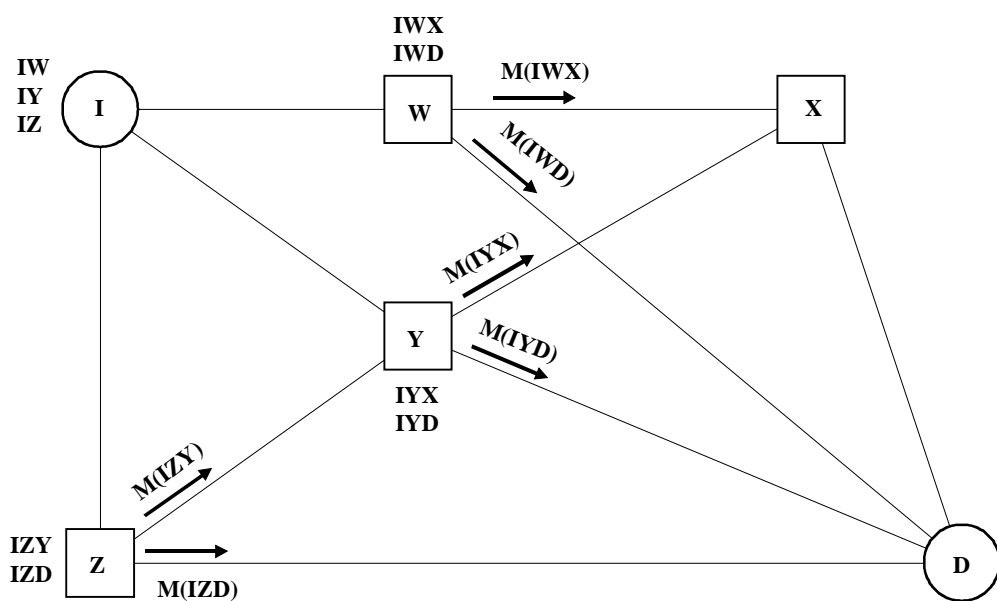 IWX
IWD
IW
IY
IZ
I
W
M(IWX)
X
M(IWD)
M(IYX)
Y
M(IYD)
IYX
IYD
M(IZY)
IZY
IZD
Z
M(IZD)
D